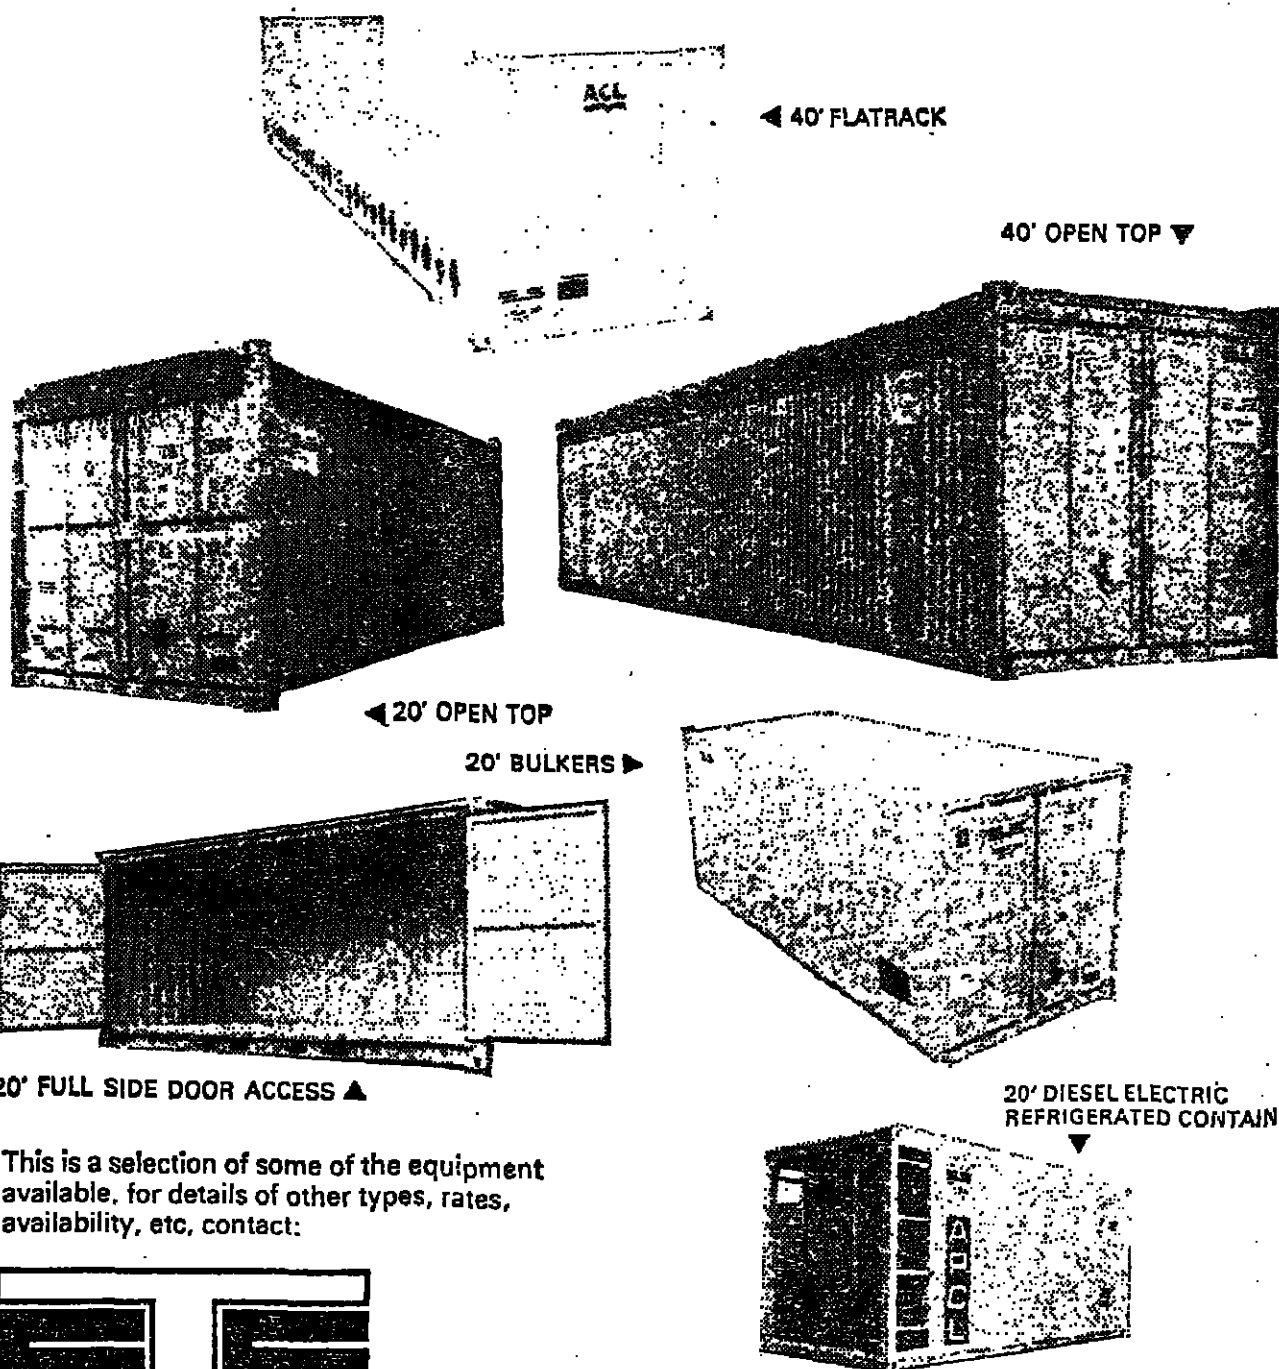 ACL
◀ 40' FLATRACK
40' OPEN TOP ▼
◀ 20' OPEN TOP
20' BULKERS ▶
20' FULL SIDE DOOR ACCESS ▲
20' DIESEL ELECTRIC
REFRIGERATED CONTAIN
▼
This is a selection of some of the equipment
available, for details of other types, rates,
availability, etc, contact: